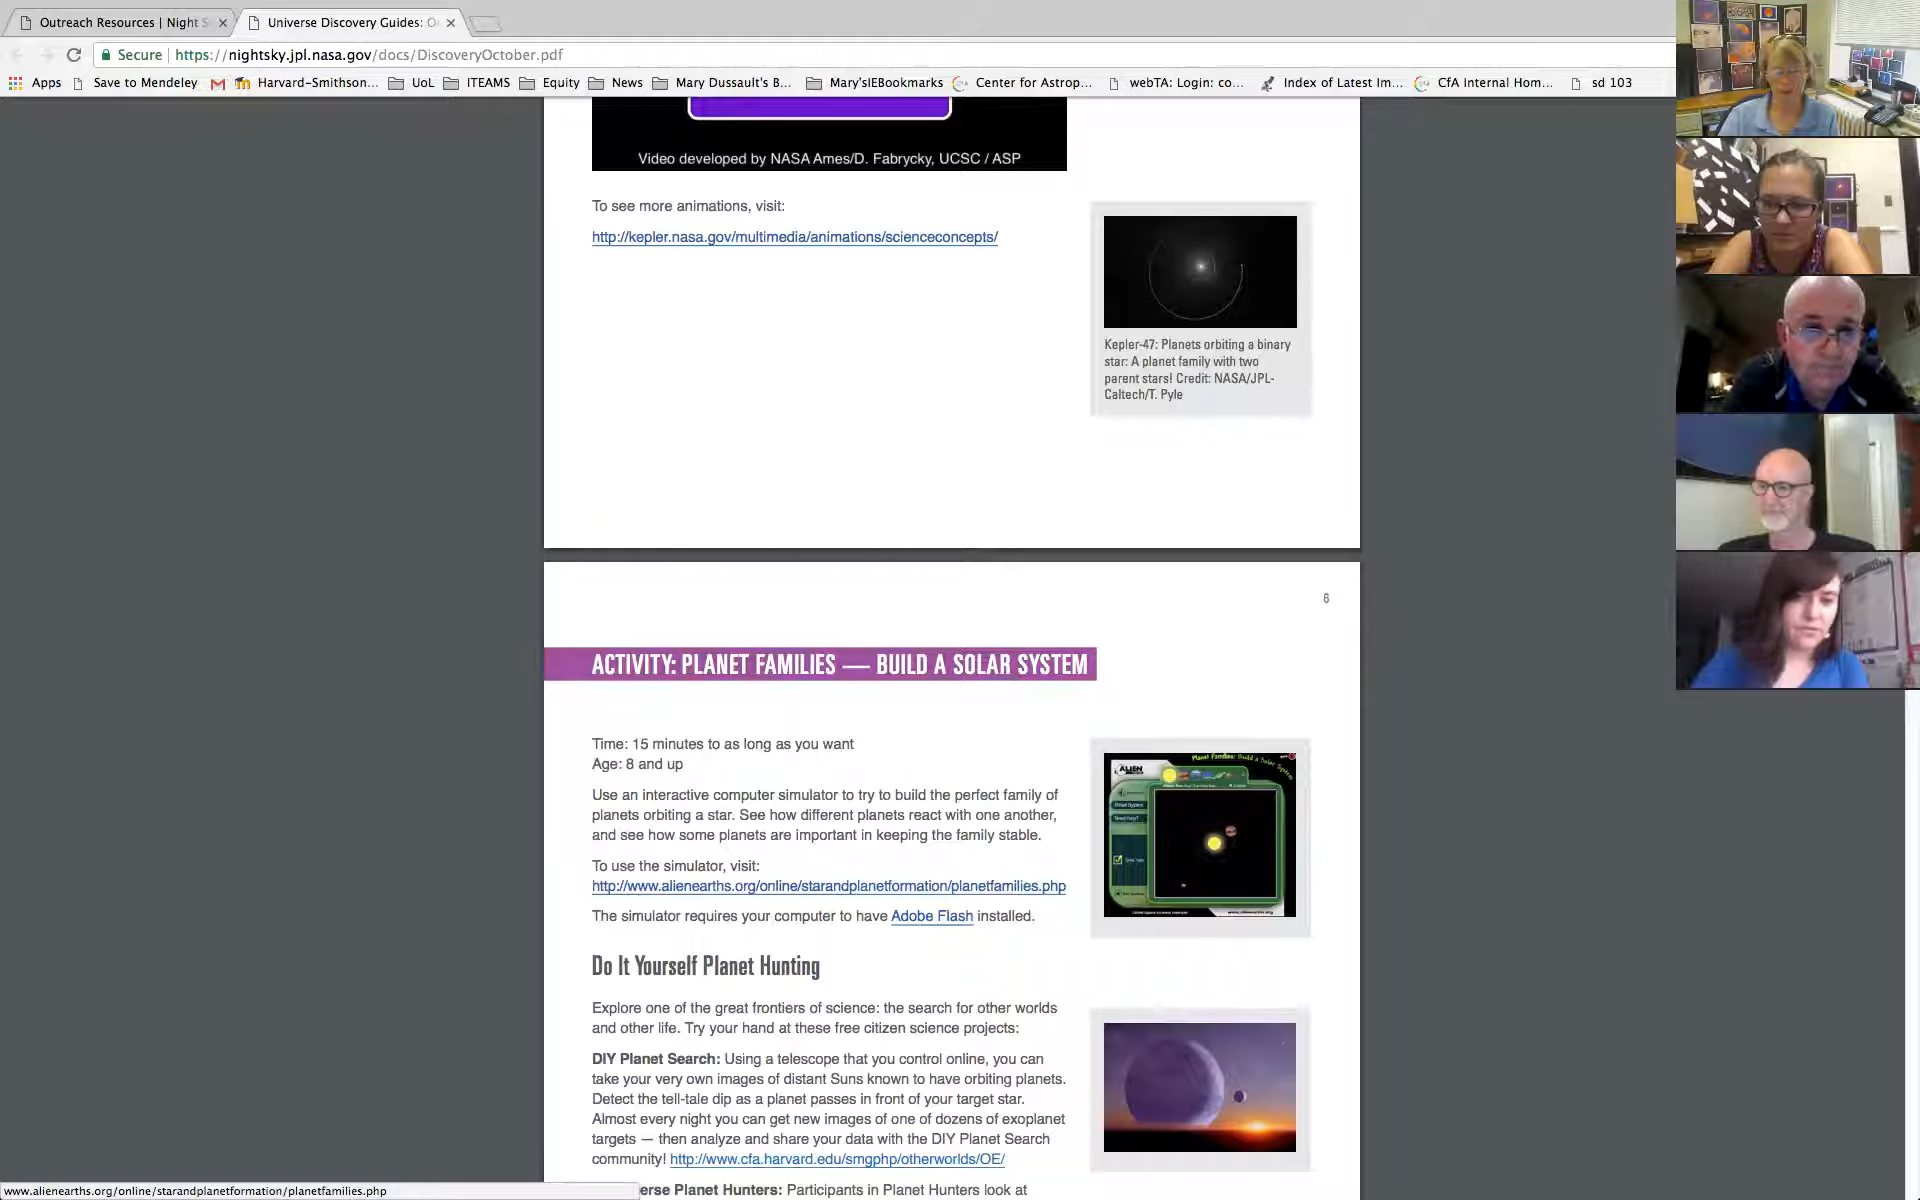 Outreach Resources | Night S
Universe Discovery Guides: O
Secure
https://nightsky.jpl.nasa.gov/docs/DiscoveryOctober.pdf
Apps
Save to Mendeley
Harvard–Smithson...
UoL
ITEAMS
Equity
News
Mary Dussault's B...
Mary'sIEBookmarks
Center for Astrop...
webTA: Login: co...
Index of Latest Im...
CfA Internal Hom...
sd 103
Video developed by NASA Ames/D. Fabrycky, UCSC / ASP
To see more animations, visit:
http://kepler.nasa.gov/multimedia/animations/scienceconcepts/
Kepler-47: Planets orbiting a binary
star: A planet family with two
parent stars! Credit: NASA/JPL-
Caltech/T. Pyle
6
ACTIVITY: PLANET FAMILIES — BUILD A SOLAR SYSTEM
Time: 15 minutes to as long as you want
Age: 8 and up
Use an interactive computer simulator to try to build the perfect family of
planets orbiting a star. See how different planets react with one another,
and see how some planets are important in keeping the family stable.
To use the simulator, visit:
http://www.alienearths.org/online/starandplanetformation/planetfamilies.php
The simulator requires your computer to have Adobe Flash installed.
Planet Families: Build a Solar System
ALIEN
www.alienearths.org
Do It Yourself Planet Hunting
Explore one of the great frontiers of science: the search for other worlds
and other life. Try your hand at these free citizen science projects:
DIY Planet Search: Using a telescope that you control online, you can
take your very own images of distant Suns known to have orbiting planets.
Detect the tell-tale dip as a planet passes in front of your target star.
Almost every night you can get new images of one of dozens of exoplanet
targets — then analyze and share your data with the DIY Planet Search
community! http://www.cfa.harvard.edu/smgphp/otherworlds/OE/
erse Planet Hunters: Participants in Planet Hunters look at
www.alienearths.org/online/starandplanetformation/planetfamilies.php